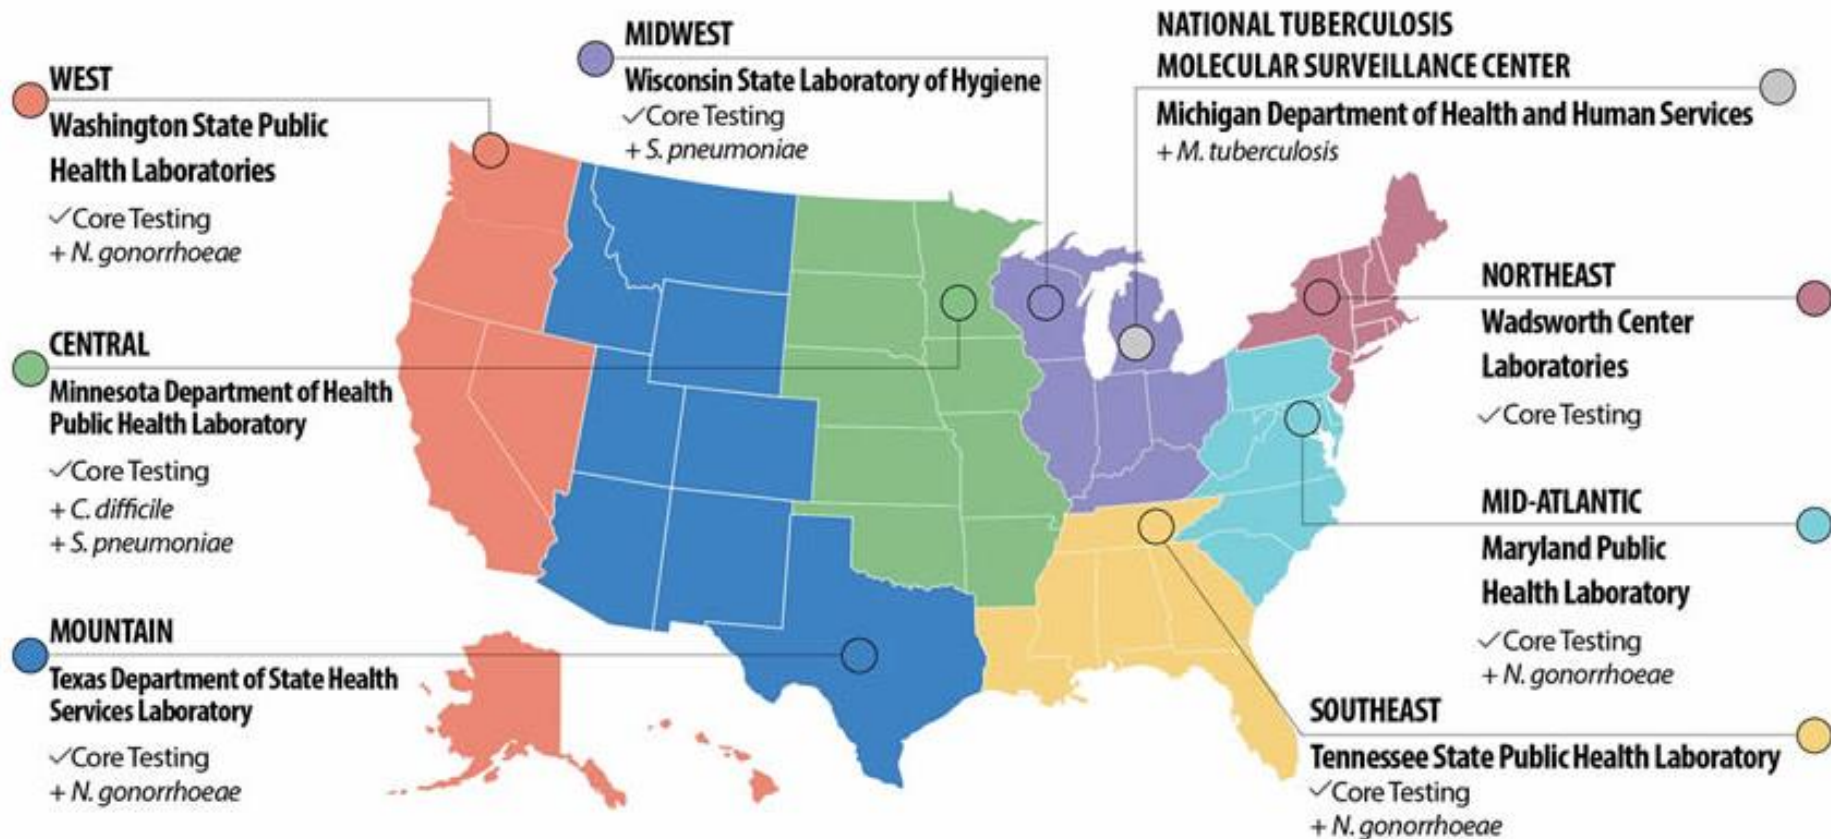 WEST
Washington State Public
Health Laboratories
✓Core Testing
+ N. gonorrhoeae
MIDWEST
Wisconsin State Laboratory of Hygiene
✓Core Testing
+ S. pneumoniae
NATIONAL TUBERCULOSIS
MOLECULAR SURVEILLANCE CENTER
Michigan Department of Health and Human Services
+ M. tuberculosis
CENTRAL
Minnesota Department of Health
Public Health Laboratory
✓Core Testing
+ C. difficile
+ S. pneumoniae
NORTHEAST
Wadsworth Center
Laboratories
✓Core Testing
MID-ATLANTIC
Maryland Public
Health Laboratory
✓Core Testing
+ N. gonorrhoeae
MOUNTAIN
Texas Department of State Health
Services Laboratory
✓Core Testing
+ N. gonorrhoeae
SOUTHEAST
Tennessee State Public Health Laboratory
✓Core Testing
+ N. gonorrhoeae